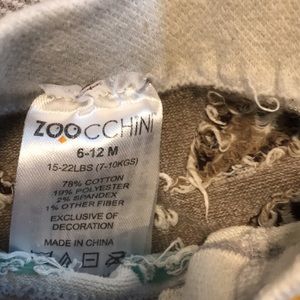 ZOOCCHINI
6-12 M
15-22LBS (7-10KGS)
78% COTTON
19% POLYESTER
2% SPANDEX
1% OTHER FIBER
EXCLUSIVE OF
DECORATION
MADE IN CHINA